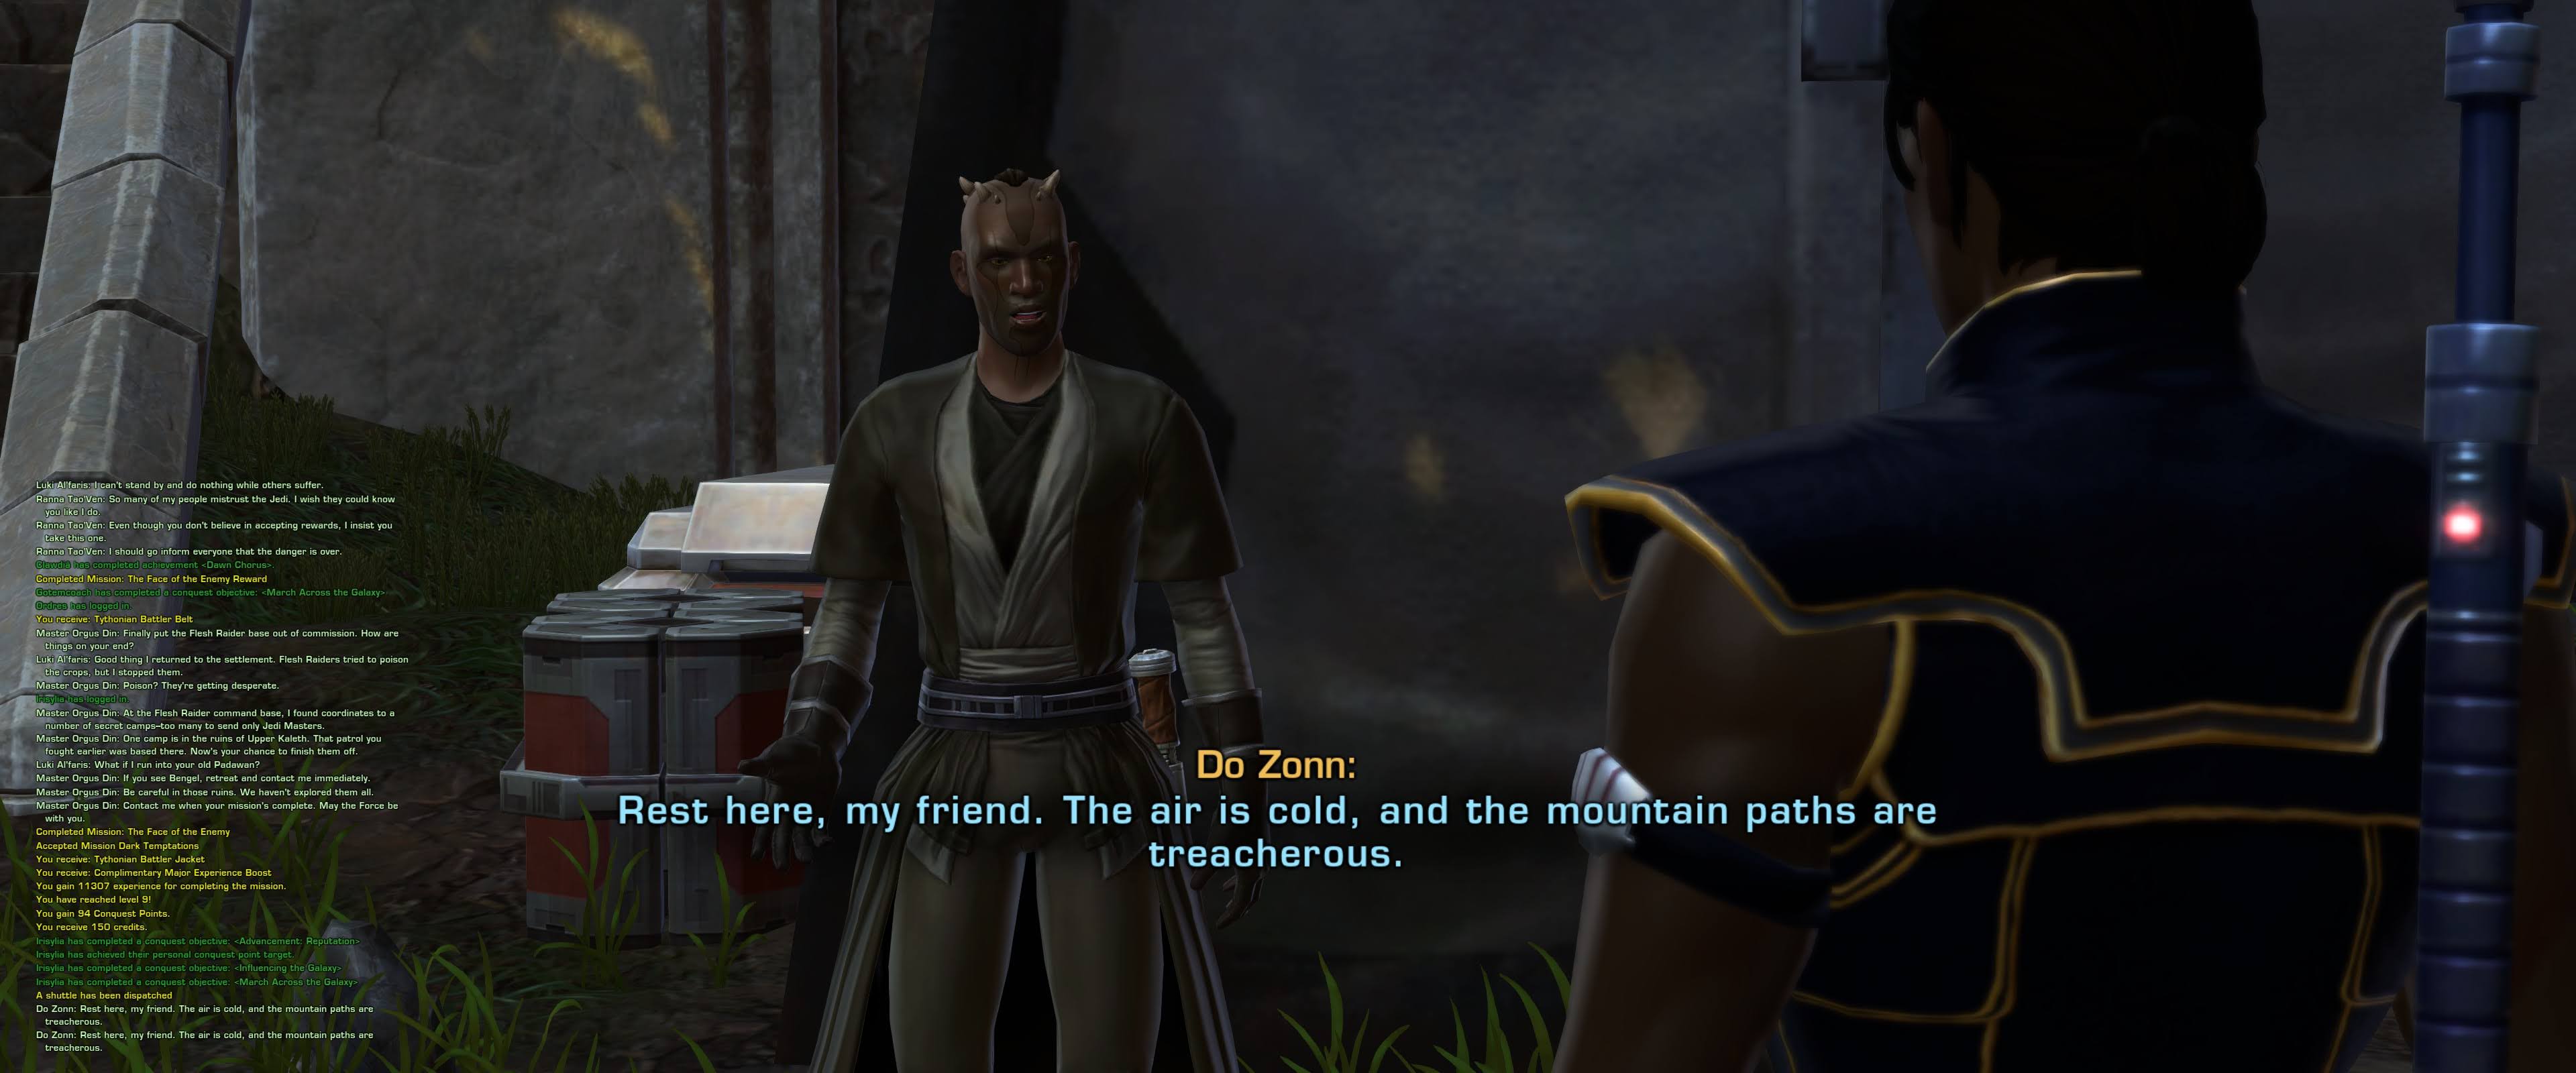 Luki Al'faris: I can't stand by and do nothing while others suffer.
Ranna Tao'Ven: So many of my people mistrust the Jedi. I wish they could know
you like I do.
Ranna Tao'Ven: Even though you don't believe in accepting rewards, I insist you
take this one.
Ranna Tao'Ven: I should go inform everyone that the danger is over.
Clawdia has completed achievement <Dawn Chorus>.
Completed Mission: The Face of the Enemy Reward
Gotemcoach has completed a conquest objective: <March Across the Galaxy>
Ordres has logged in.
You receive: Tythonian Battler Belt
Master Orgus Din: Finally put the Flesh Raider base out of commission. How are
things on your end?
Luki Al'faris: Good thing I returned to the settlement. Flesh Raiders tried to poison
the crops, but I stopped them.
Master Orgus Din: Poison? They're getting desperate.
Irisylia has logged in.
Master Orgus Din: At the Flesh Raider command base, I found coordinates to a
number of secret camps—too many to send only Jedi Masters.
Master Orgus Din: One camp is in the ruins of Upper Kaleth. That patrol you
fought earlier was based there. Now's your chance to finish them off.
Luki Al'faris: What if I run into your old Padawan?
Master Orgus Din: If you see Bengel, retreat and contact me immediately.
Master Orgus Din: Be careful in those ruins. We haven't explored them all.
Master Orgus Din: Contact me when your mission's complete. May the Force be
with you.
Completed Mission: The Face of the Enemy
Accepted Mission Dark Temptations
You receive: Tythonian Battler Jacket
You receive: Complimentary Major Experience Boost
You gain 11307 experience for completing the mission.
You have reached level 9!
You gain 94 Conquest Points.
You receive 150 credits.
Irisylia has completed a conquest objective: <Advancement: Reputation>
Irisylia has achieved their personal conquest point target.
Irisylia has completed a conquest objective: <Influencing the Galaxy>
Irisylia has completed a conquest objective: <March Across the Galaxy>
A shuttle has been dispatched
Do Zonn: Rest here, my friend. The air is cold, and the mountain paths are
treacherous.
Do Zonn: Rest here, my friend. The air is cold, and the mountain paths are
treacherous.
Do Zonn:
Rest here, my friend. The air is cold, and the mountain paths are
treacherous.